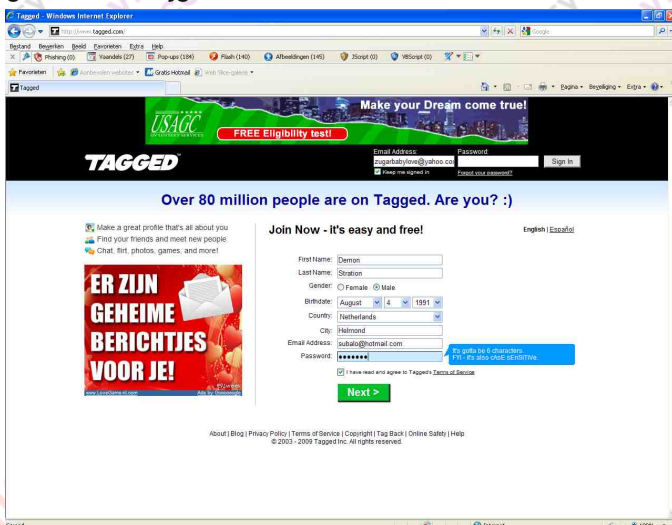 Tagged - Windows Internet Explorer
http://www.tagged.com/
Google
Bestand Bewerken Beeld Favorieten Extra Help
Phishing (0) Vaandels (27) Pop-ups (184) Flash (140) Afbeeldingen (145) JScript (0) VBScript (0)
Favorieten Aanbevolen websites Gratis Hotmail Web Slice-galerie
Tagged
Pagina Beveiliging Extra
Make your Dream come true!
USAGC
FREE Eligibility test!
TAGGED
Email Address: Password:
zugarbabylove@yahoo.co
Sign In
Keep me signed in Forgot your password?
Over 80 million people are on Tagged. Are you? :)
Make a great profile that's all about you
Find your friends and meet new people
Chat, flirt, photos, games, and more!
Join Now - it's easy and free!
English | Español
First Name: Demon
Last Name: Stration
Gender: Female Male
Birthdate: August 4 1991
Country: Netherlands
City: Helmond
Email Address: subalo@hotmail.com
Password: •••••••
It's gotta be 6 characters.
FYI - it's also cAsE sEnSiTiVe.
I have read and agree to Tagged's Terms of Service
Next >
ER ZIJN
GEHEIME
BERICHTJES
VOOR JE!
www.LoveGame-nl.com Ads by Gooooogle
About | Blog | Privacy Policy | Terms of Service | Copyright | Tag Back | Online Safety | Help
© 2003 - 2009 Tagged Inc. All rights reserved.
Internet
100%